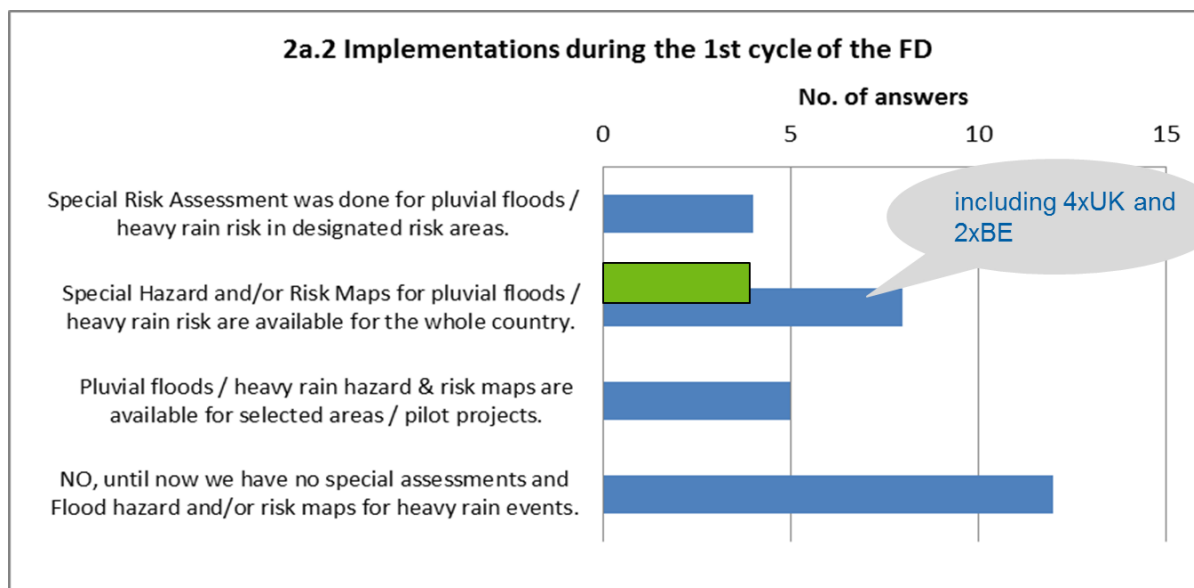 2a.2 Implementations during the 1st cycle of the FD
No. of answers
0 5 10 15
Special Risk Assessment was done for pluvial floods /
heavy rain risk in designated risk areas.
including 4xUK and
2xBE
Special Hazard and/or Risk Maps for pluvial floods /
heavy rain risk are available for the whole country.
Pluvial floods / heavy rain hazard & risk maps are
available for selected areas / pilot projects.
NO, until now we have no special assessments and
Flood hazard and/or risk maps for heavy rain events.